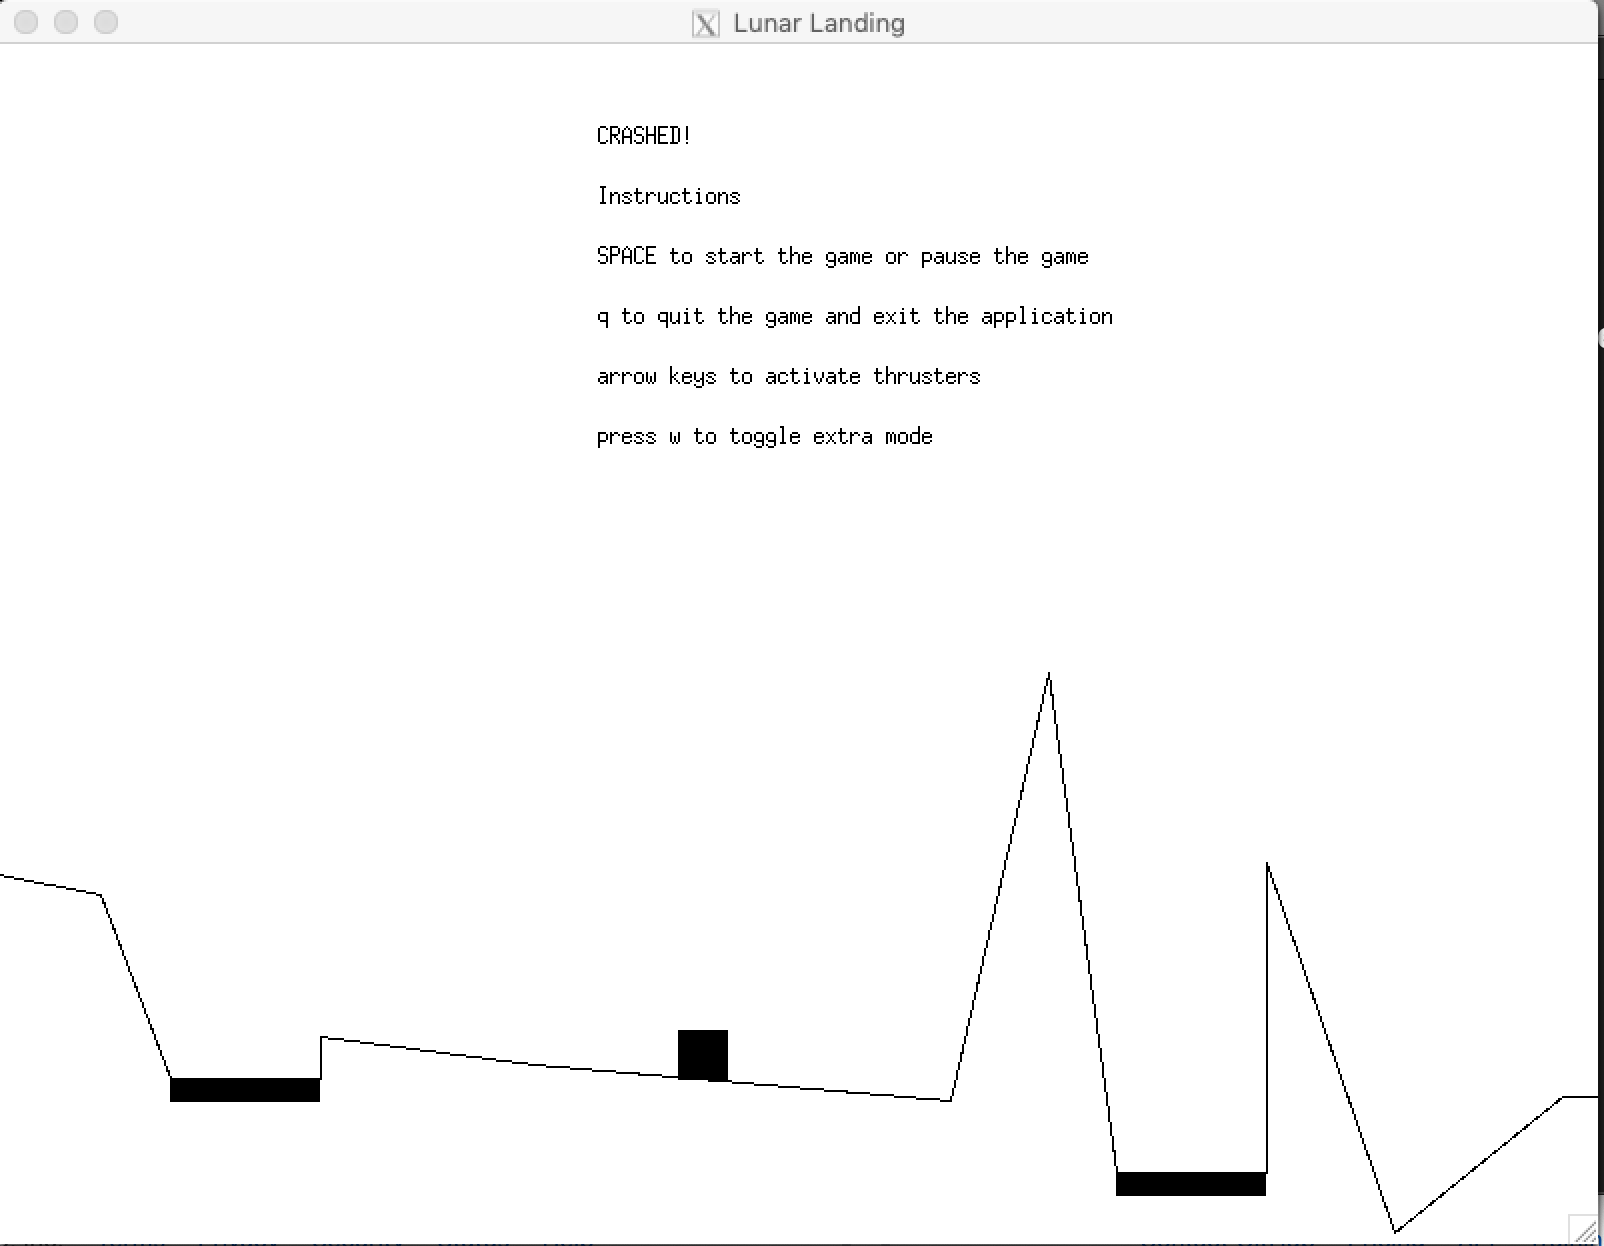 Lunar Landing
CRASHED!
Instructions
SPACE to start the game or pause the game
q to quit the game and exit the application
arrow keys to activate thrusters
press w to toggle extra mode